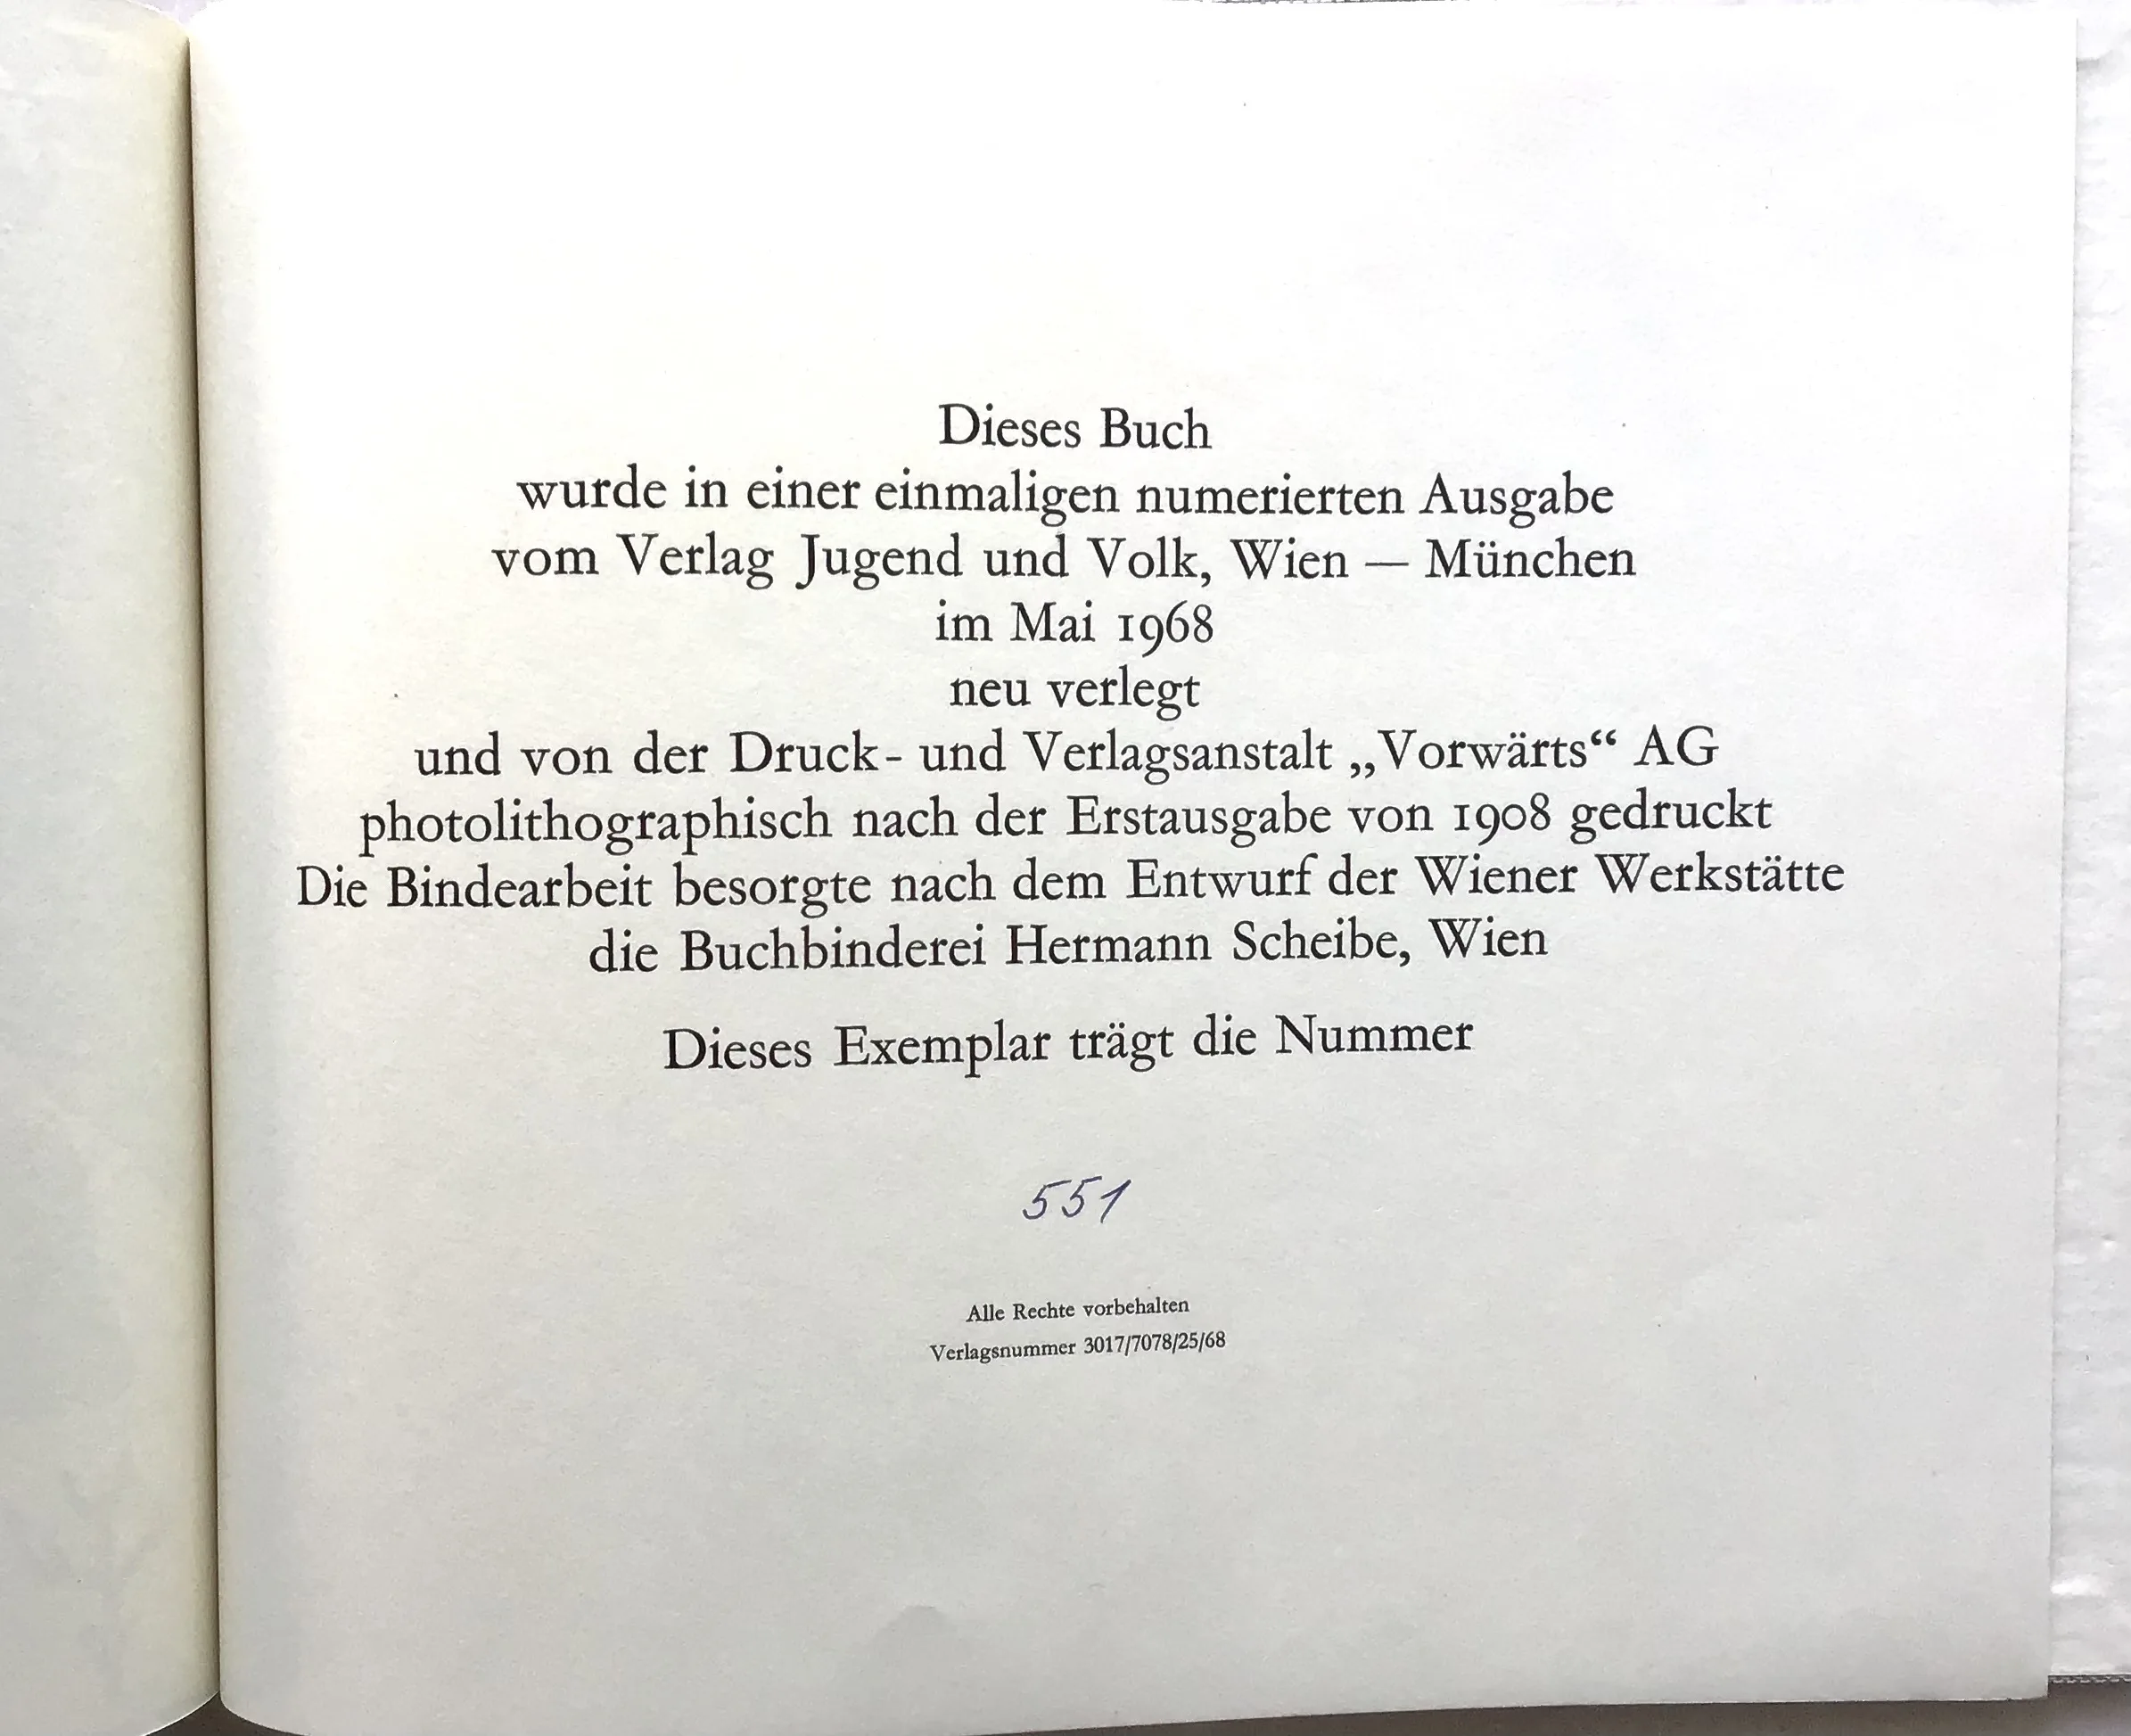 Dieses Buch
wurde in einer einmaligen numerierten Ausgabe
vom Verlag Jugend und Volk, Wien — München
im Mai 1968
neu verlegt
und von der Druck- und Verlagsanstalt „Vorwärts“ AG
photolithographisch nach der Erstausgabe von 1908 gedruckt
Die Bindearbeit besorgte nach dem Entwurf der Wiener Werkstätte
die Buchbinderei Hermann Scheibe, Wien
Dieses Exemplar trägt die Nummer
551
Alle Rechte vorbehalten
Verlagsnummer 3017/7078/25/68